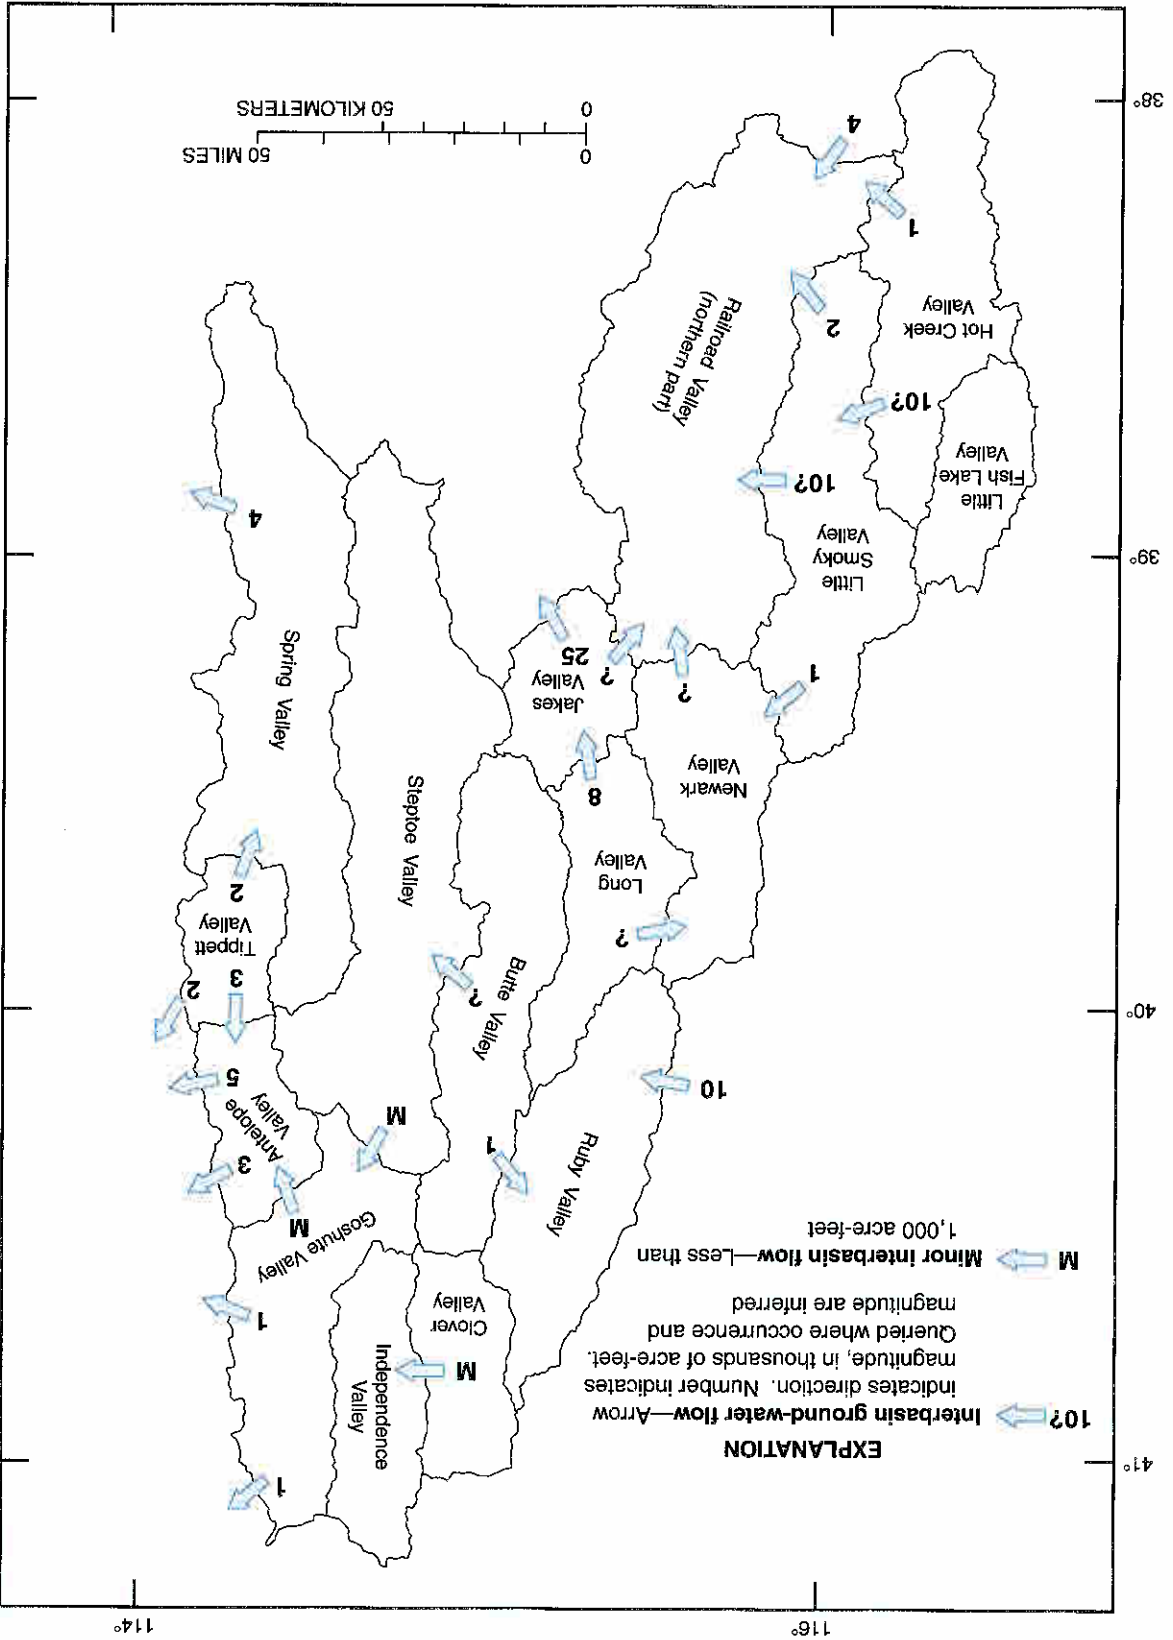 116°
114°
41°
40°
39°
38°
EXPLANATION
10? Interbasin ground-water flow—Arrow
indicates direction. Number indicates
magnitude, in thousands of acre-feet.
Queried where occurrence and
magnitude are inferred
M Minor interbasin flow—Less than
1,000 acre-feet
1
M
Independence
Valley
Clover
Valley
1
Goshute Valley
M
Ruby Valley
1
M
3
Antelope
Valley
5
10
Butte Valley
?
2
3
Tippett
Valley
2
?
Long
Valley
8
Steptoe Valley
Newark
Valley
Jakes
Valley
25
?
?
1
Spring Valley
Little
Smoky
Valley
4
Little
Fish Lake
Valley
10?
10?
Railroad Valley
(northern part)
Hot Creek
Valley
2
1
4
0
50 MILES
0
50 KILOMETERS